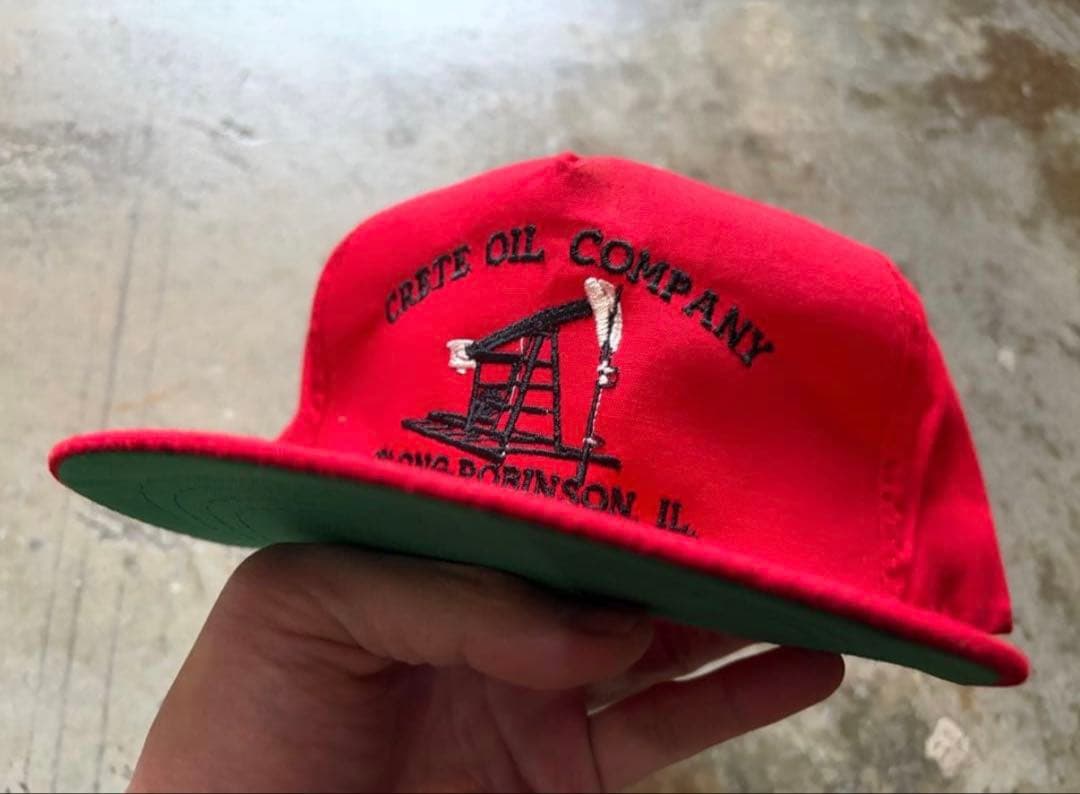 CRETE OIL COMPANY
ROBINSON, IL.